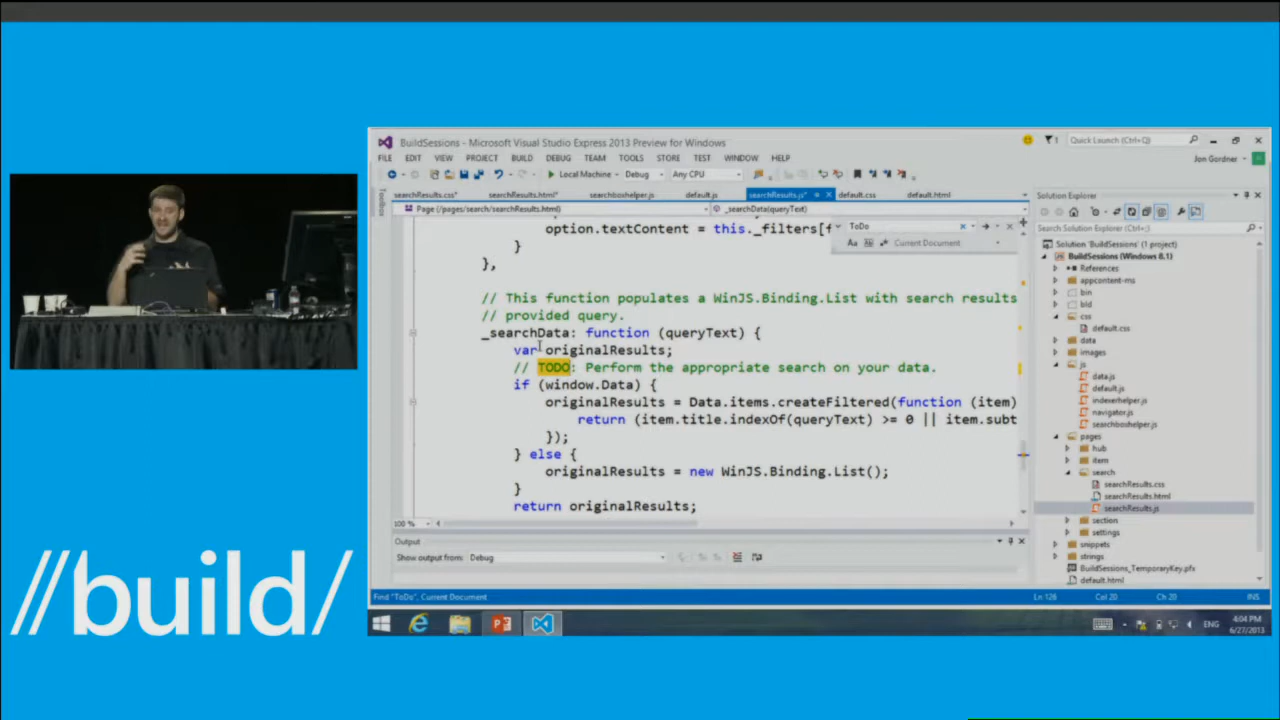 BuildSessions - Microsoft Visual Studio Express 2013 Preview for Windows
Quick Launch (Ctrl+Q)
FILE EDIT VIEW PROJECT BUILD DEBUG TEAM TOOLS STORE TEST WINDOW HELP
Jon Gordner
Local Machine Debug Any CPU
Toolbox
searchResults.css* searchResults.html* searchboxhelper.js default.js searchResults.js* default.css default.html
Page (/pages/search/searchResults.html) _searchData(queryText)
ToDo
Current Document
option.textContent = this._filters[f
}
},
// This function populates a WinJS.Binding.List with search results
// provided query.
_searchData: function (queryText) {
var originalResults;
// TODO: Perform the appropriate search on your data.
if (window.Data) {
originalResults = Data.items.createFiltered(function (item)
return (item.title.indexOf(queryText) >= 0 || item.subt
});
} else {
originalResults = new WinJS.Binding.List();
}
return originalResults;
100 %
Output
Show output from: Debug
Find "ToDo", Current Document
Ln 126 Col 20 Ch 20 INS
Solution Explorer
Search Solution Explorer (Ctrl+;)
Solution 'BuildSessions' (1 project)
BuildSessions (Windows 8.1)
References
appcontent-ms
bin
bld
css
default.css
data
images
js
data.js
default.js
indexerhelper.js
navigator.js
searchboxhelper.js
pages
hub
item
search
searchResults.css
searchResults.html
searchResults.js
section
settings
snippets
strings
BuildSessions_TemporaryKey.pfx
default.html
ENG
4:04 PM
6/27/2013
//build/